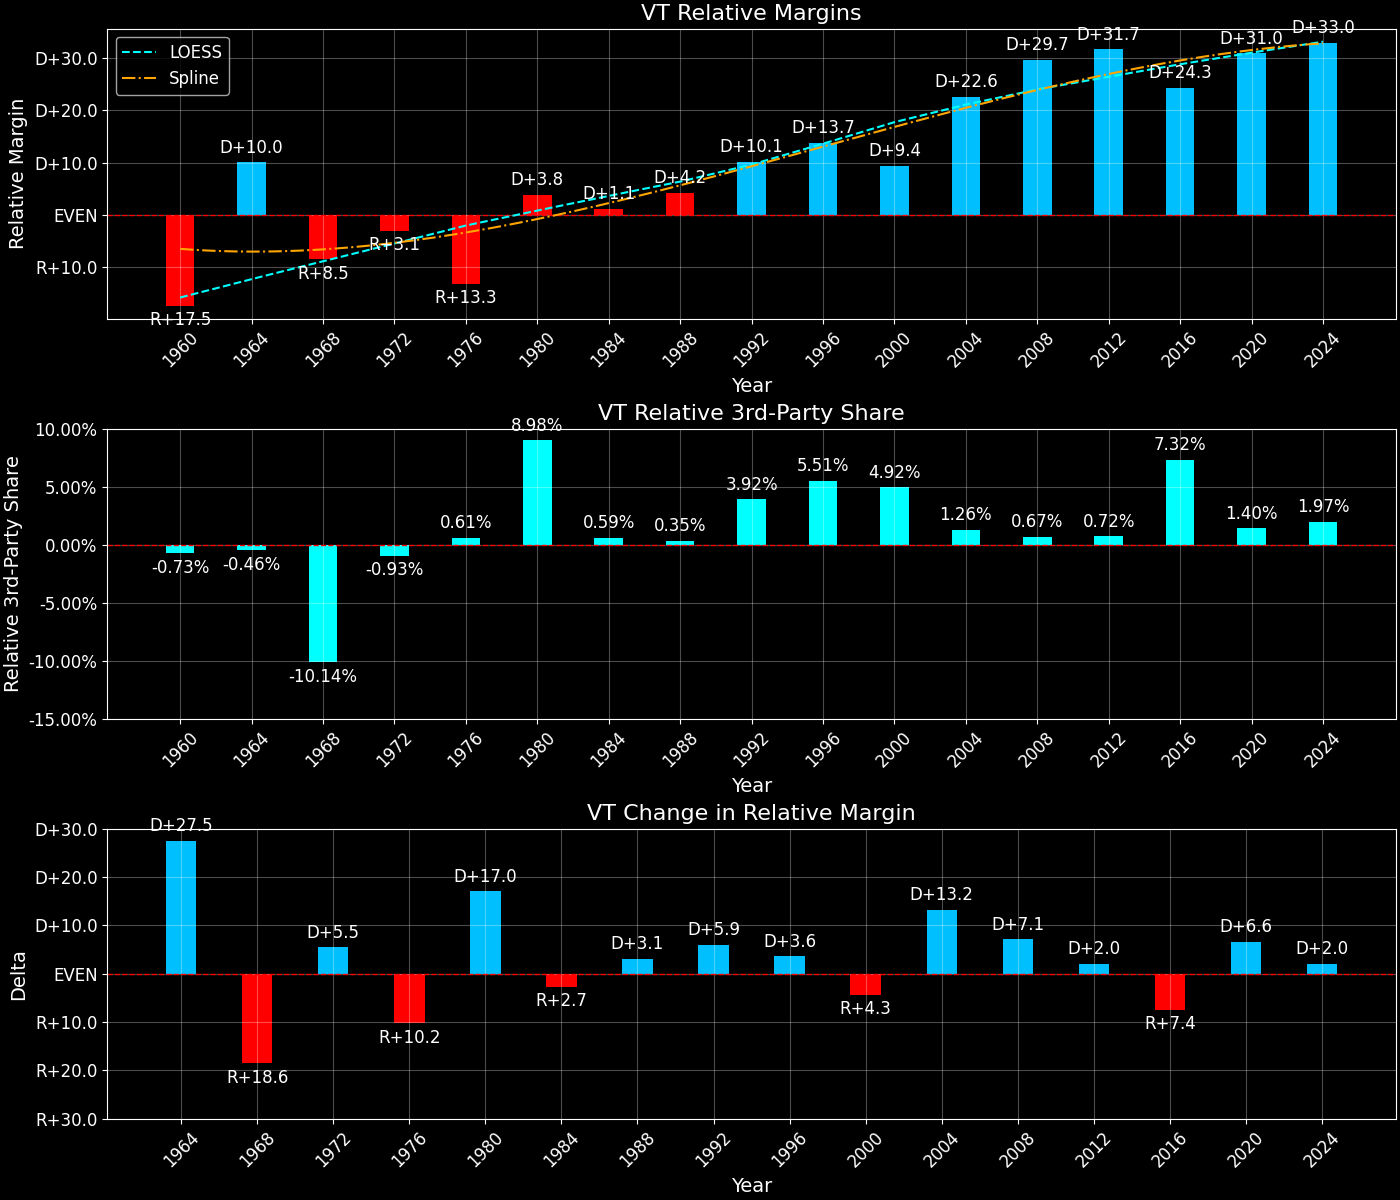 VT Relative Margins
LOESS
Spline
Relative Margin
D+30.0
D+20.0
D+10.0
EVEN
R+10.0
R+17.5
D+10.0
R+8.5
R+3.1
R+13.3
D+3.8
D+1.1
D+4.2
D+10.1
D+13.7
D+9.4
D+22.6
D+29.7
D+31.7
D+24.3
D+31.0
D+33.0
1960 1964 1968 1972 1976 1980 1984 1988 1992 1996 2000 2004 2008 2012 2016 2020 2024
Year
VT Relative 3rd-Party Share
Relative 3rd-Party Share
10.00%
5.00%
0.00%
-5.00%
-10.00%
-15.00%
-0.73%
-0.46%
-10.14%
-0.93%
0.61%
8.98%
0.59%
0.35%
3.92%
5.51%
4.92%
1.26%
0.67%
0.72%
7.32%
1.40%
1.97%
1960 1964 1968 1972 1976 1980 1984 1988 1992 1996 2000 2004 2008 2012 2016 2020 2024
Year
VT Change in Relative Margin
Delta
D+30.0
D+20.0
D+10.0
EVEN
R+10.0
R+20.0
R+30.0
D+27.5
R+18.6
D+5.5
R+10.2
D+17.0
R+2.7
D+3.1
D+5.9
D+3.6
R+4.3
D+13.2
D+7.1
D+2.0
R+7.4
D+6.6
D+2.0
1964 1968 1972 1976 1980 1984 1988 1992 1996 2000 2004 2008 2012 2016 2020 2024
Year